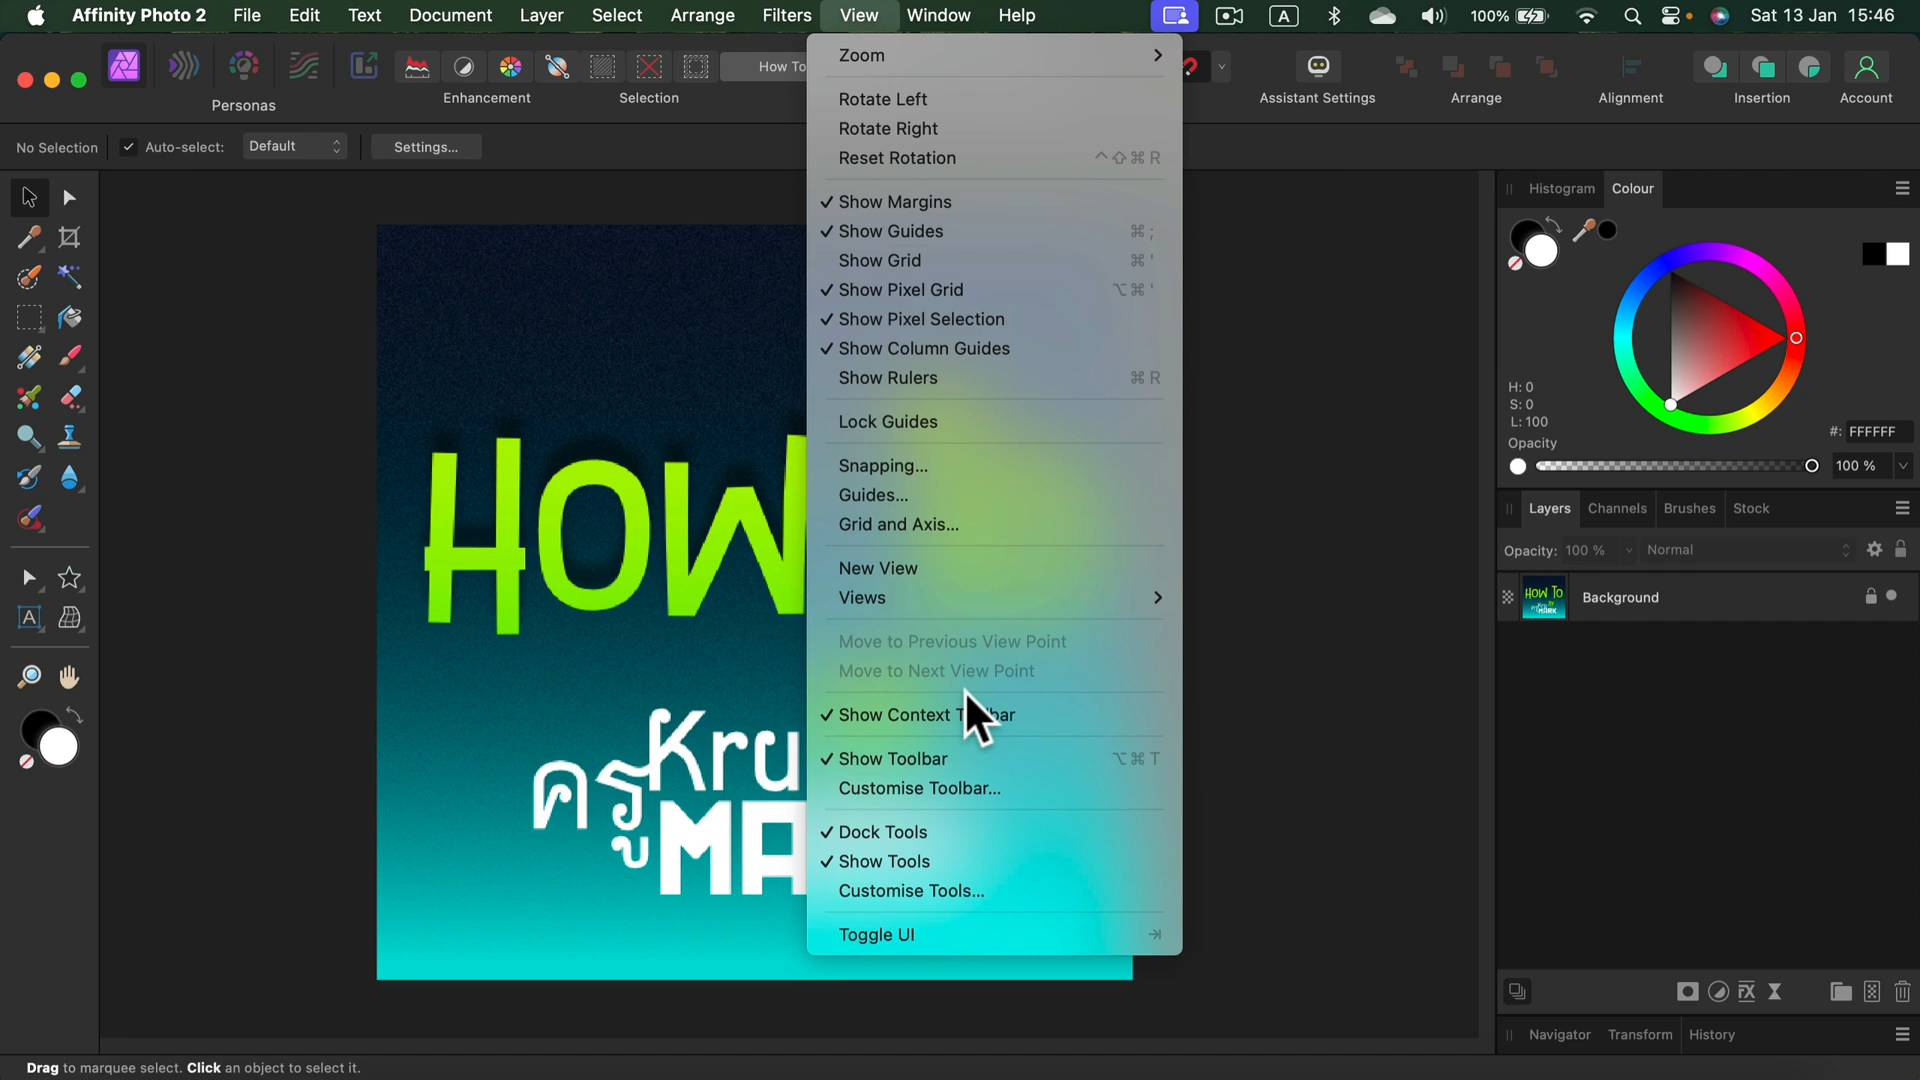 Affinity Photo 2 File Edit Text Document Layer Select Arrange Filters View Window Help A 100% Sat 13 Jan 15:46
Personas
Enhancement
Selection
How To
Assistant Settings
Arrange
Alignment
Insertion
Account
No Selection Auto-select: Default Settings...
Zoom
Rotate Left
Rotate Right
Reset Rotation ^⇧⌘R
✓ Show Margins
✓ Show Guides ⌘;
Show Grid ⌘'
✓ Show Pixel Grid ⌥⌘'
✓ Show Pixel Selection
✓ Show Column Guides
Show Rulers ⌘R
Lock Guides
Snapping...
Guides...
Grid and Axis...
New View
Views
Move to Previous View Point
Move to Next View Point
✓ Show Context
✓ Show Toolbar ⌥⌘T
Customise Toolbar...
✓ Dock Tools
✓ Show Tools
Customise Tools...
Toggle UI ⇥
HOW
Kru
ครู
MA
Histogram Colour
H: 0
S: 0
L: 100
#: FFFFFF
Opacity
100 %
Layers Channels Brushes Stock
Opacity: 100 % Normal
HOW TO
Background
Navigator Transform History
Drag to marquee select. Click an object to select it.